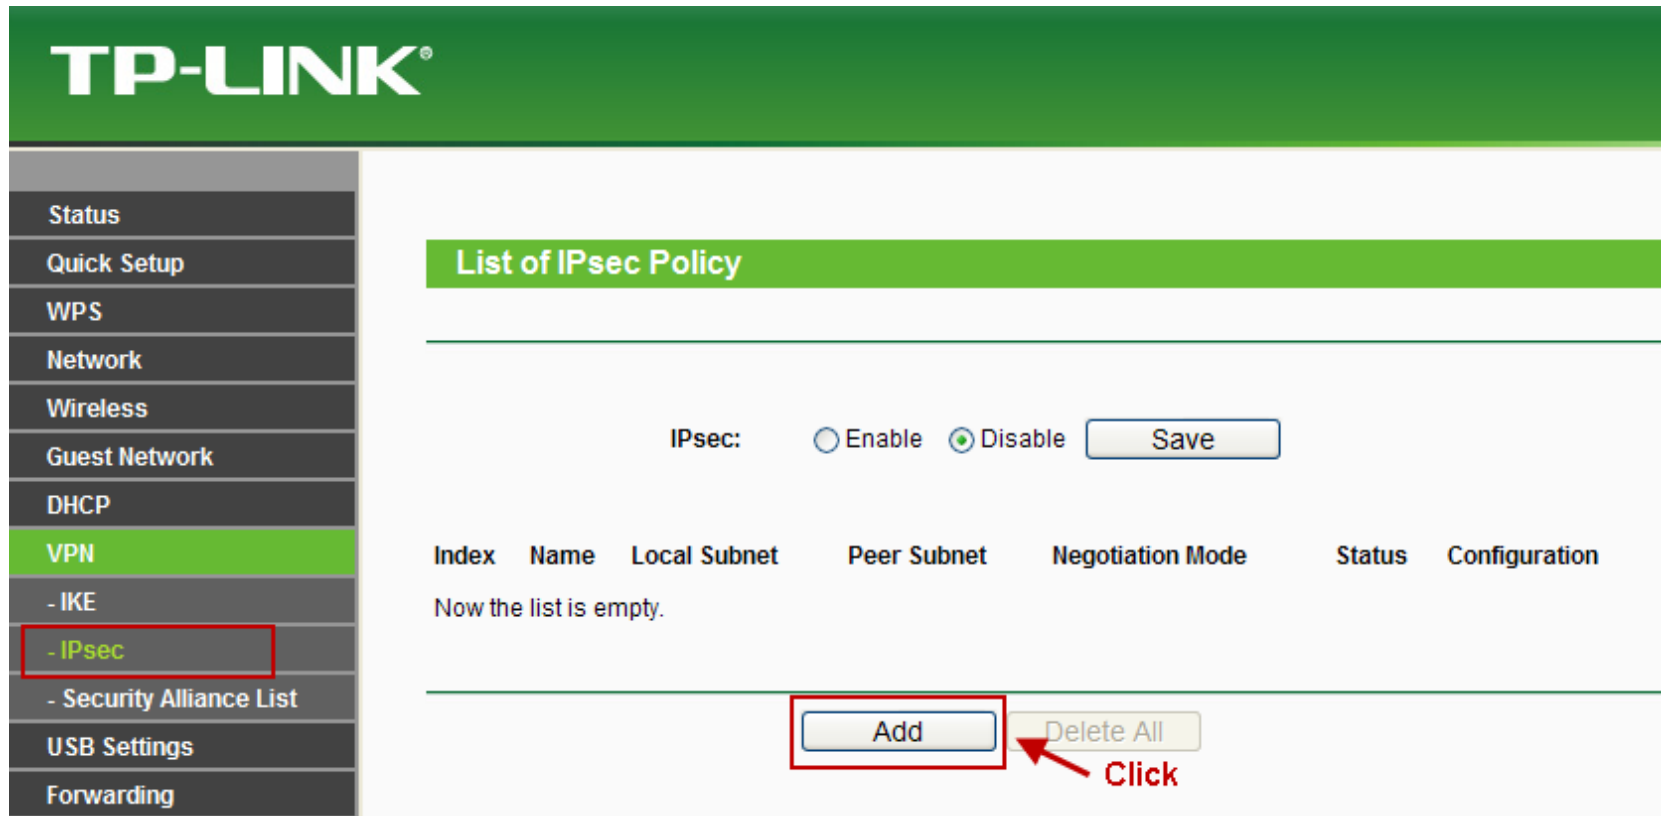 TP-LINK®
Status
Quick Setup
WPS
Network
Wireless
Guest Network
DHCP
VPN
- IKE
- IPsec
- Security Alliance List
USB Settings
Forwarding
List of IPsec Policy
IPsec: Enable Disable Save
Index Name Local Subnet Peer Subnet Negotiation Mode Status Configuration
Now the list is empty.
Add Delete All
Click